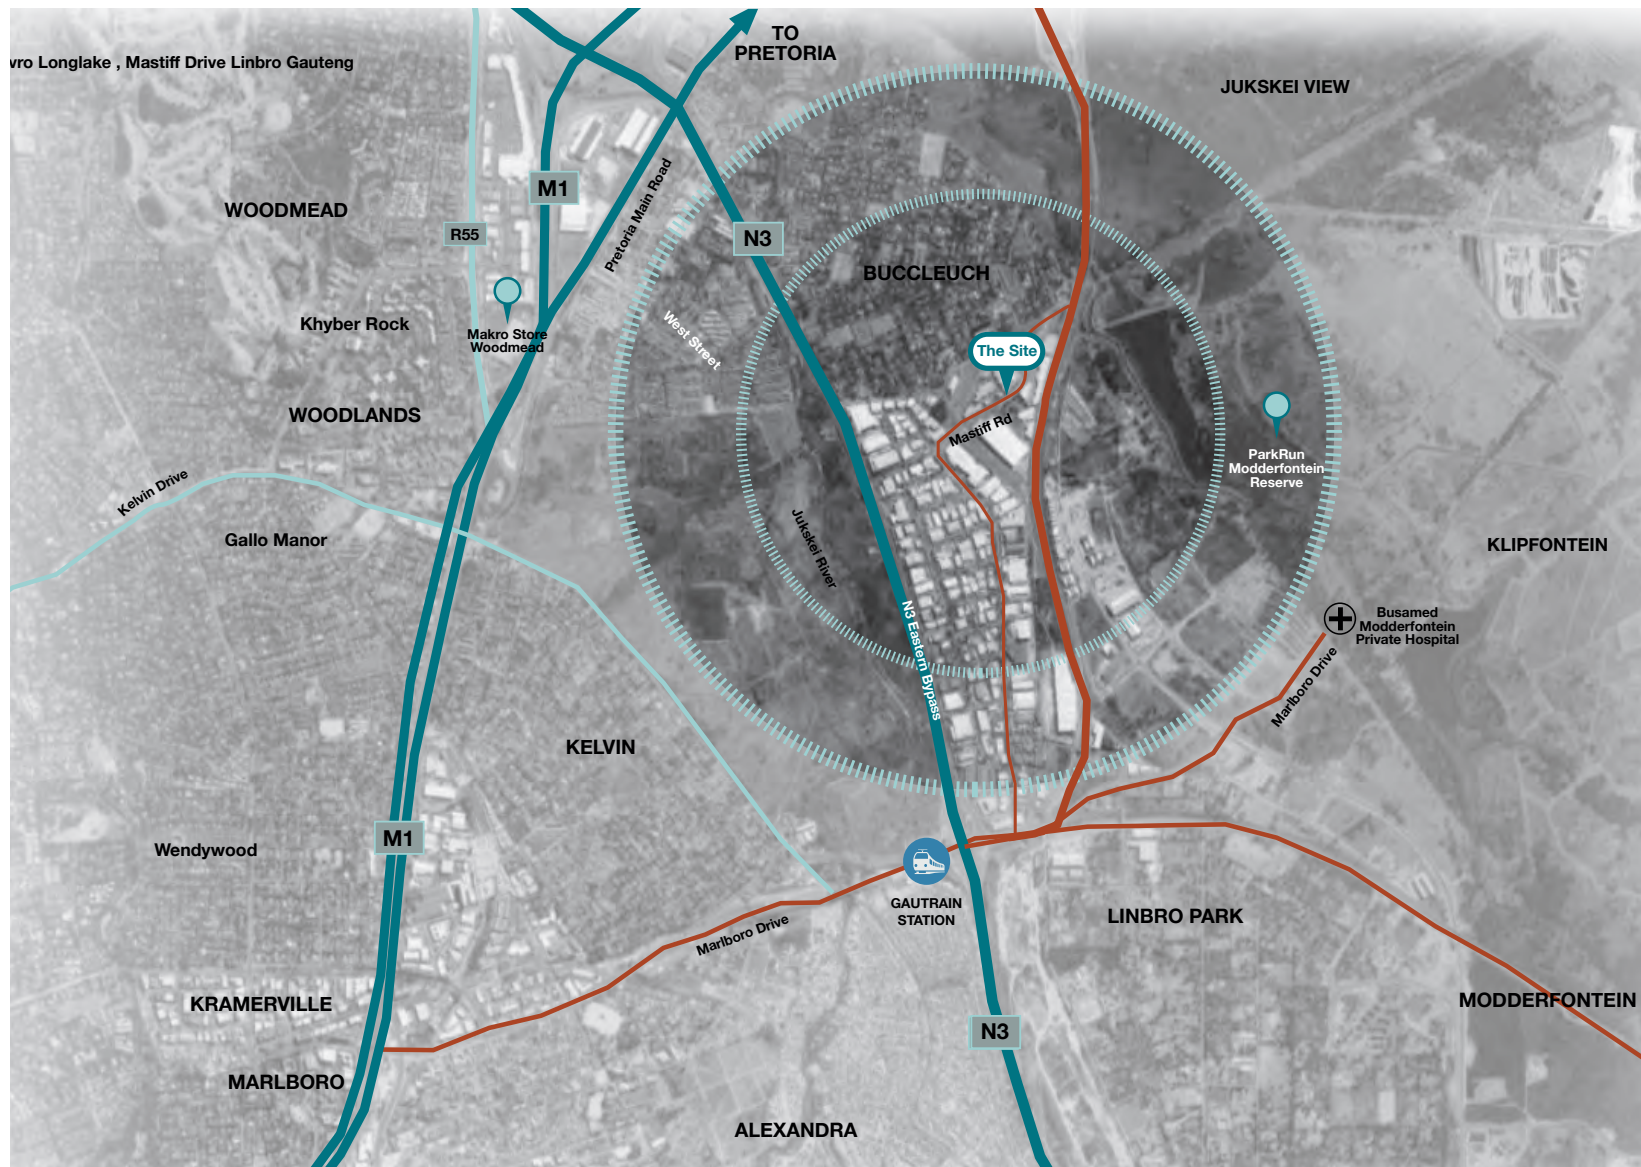 TO
PRETORIA
vro Longlake , Mastiff Drive Linbro Gauteng
JUKSKEI VIEW
M1
Pretoria Main Road
WOODMEAD
R55
N3
BUCCLEUCH
Khyber Rock
Makro Store
Woodmead
West Street
The Site
WOODLANDS
Mastiff Rd
ParkRun
Modderfontein
Reserve
Kelvin Drive
Gallo Manor
Jukskei River
KLIPFONTEIN
N3 Eastern Bypass
Busamed
Modderfontein
Private Hospital
Marlboro Drive
KELVIN
M1
Wendywood
GAUTRAIN
STATION
LINBRO PARK
Marlboro Drive
KRAMERVILLE
MODDERFONTEIN
N3
MARLBORO
ALEXANDRA